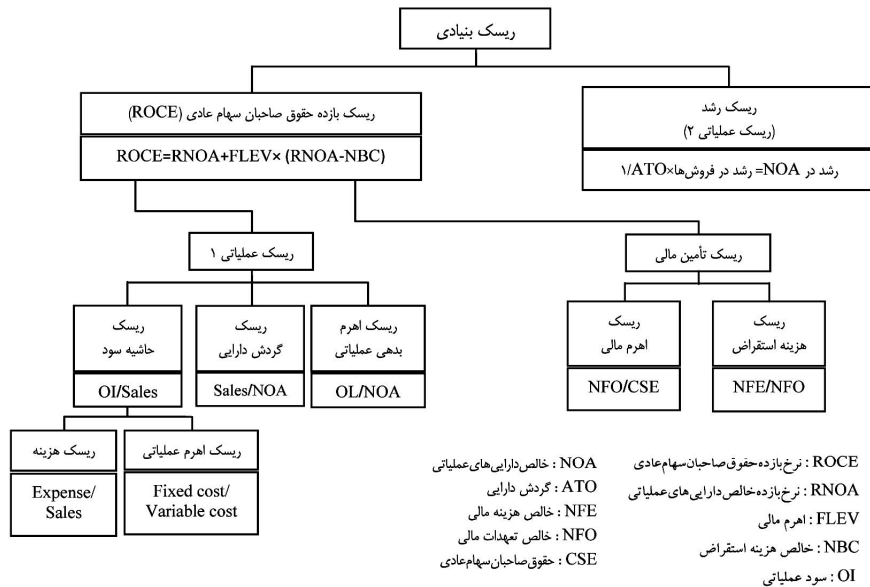 ریسک بنیادی
ریسک بازده حقوق صاحبان سهام عادی (ROCE)
ROCE=RNOA+FLEV× (RNOA-NBC)
ریسک رشد
(ریسک عملیاتی ۲)
رشد در NOA= رشد در فروش‌ها×۱/ATO
ریسک عملیاتی ۱
ریسک تأمین مالی
ریسک
حاشیه سود
OI/Sales
ریسک
گردش دارایی
Sales/NOA
ریسک اهرم
بدهی عملیاتی
OL/NOA
ریسک
اهرم مالی
NFO/CSE
ریسک
هزینه استقراض
NFE/NFO
ریسک هزینه
Expense/
Sales
ریسک اهرم عملیاتی
Fixed cost/
Variable cost
ROCE : نرخ بازده حقوق صاحبان سهام عادی
RNOA : نرخ بازده خالص دارایی‌های عملیاتی
FLEV : اهرم مالی
NBC : خالص هزینه استقراض
OI : سود عملیاتی
NOA : خالص دارایی‌های عملیاتی
ATO : گردش دارایی
NFE : خالص هزینه مالی
NFO : خالص تعهدات مالی
CSE : حقوق صاحبان سهام عادی